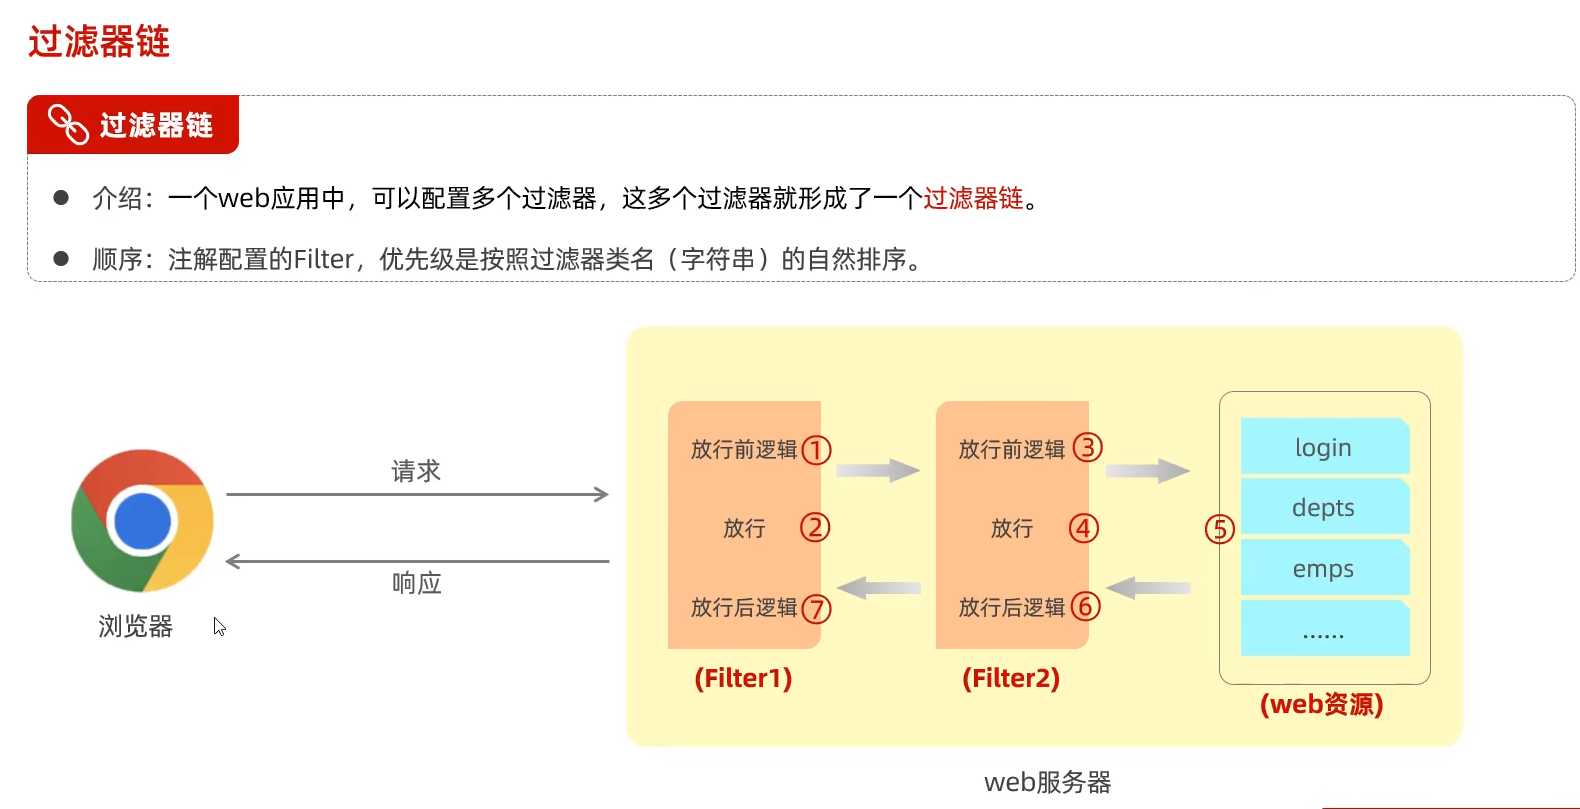 过滤器链
过滤器链
介绍：一个web应用中，可以配置多个过滤器，这多个过滤器就形成了一个过滤器链。
顺序：注解配置的Filter，优先级是按照过滤器类名（字符串）的自然排序。
请求
响应
浏览器
放行前逻辑①
放行 ②
放行后逻辑⑦
(Filter1)
放行前逻辑③
放行 ④
放行后逻辑⑥
(Filter2)
⑤
login
depts
emps
......
(web资源)
web服务器